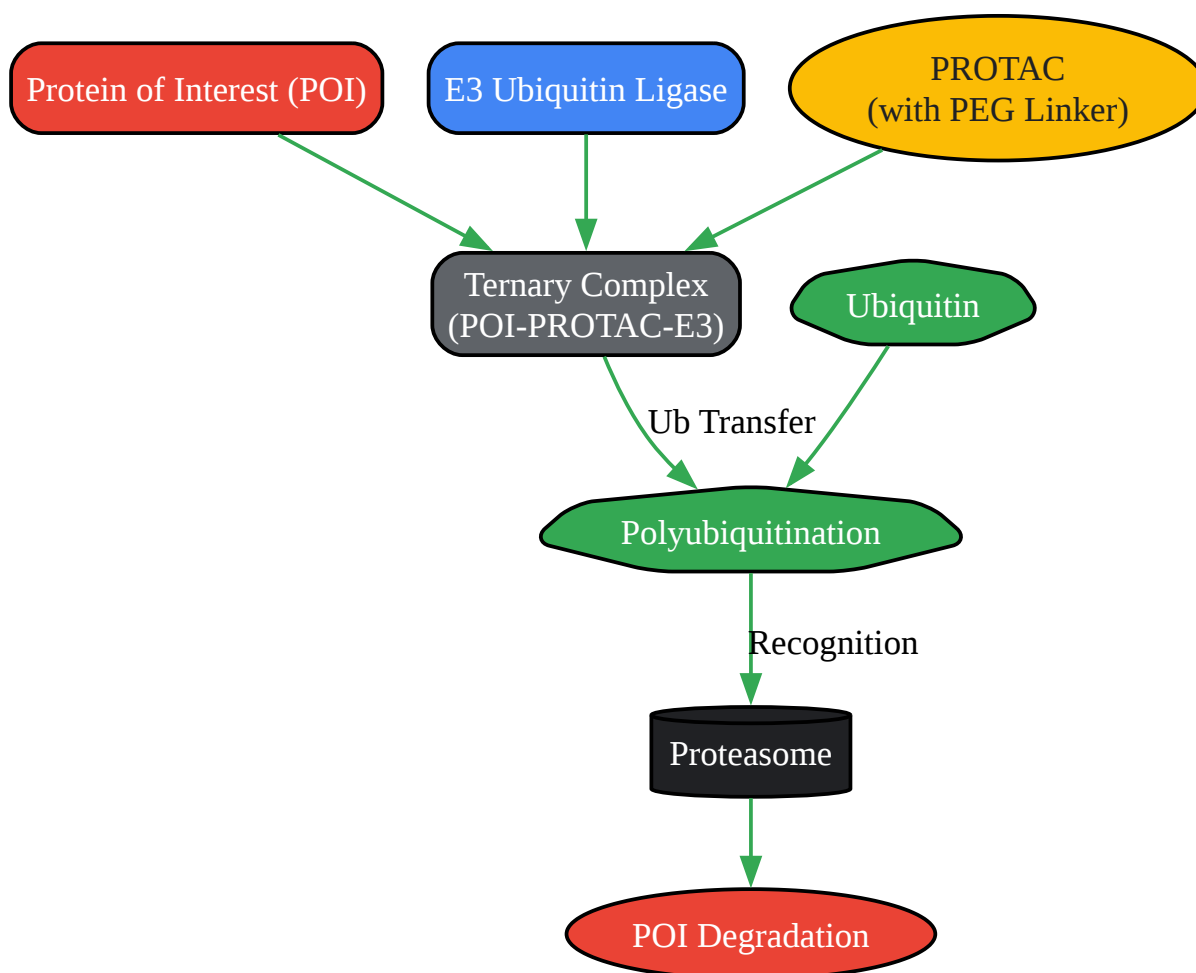 Protein of Interest (POI)
E3 Ubiquitin Ligase
PROTAC
(with PEG Linker)
Ternary Complex
(POI-PROTAC-E3)
Ubiquitin
Ub Transfer
Polyubiquitination
Recognition
Proteasome
POI Degradation